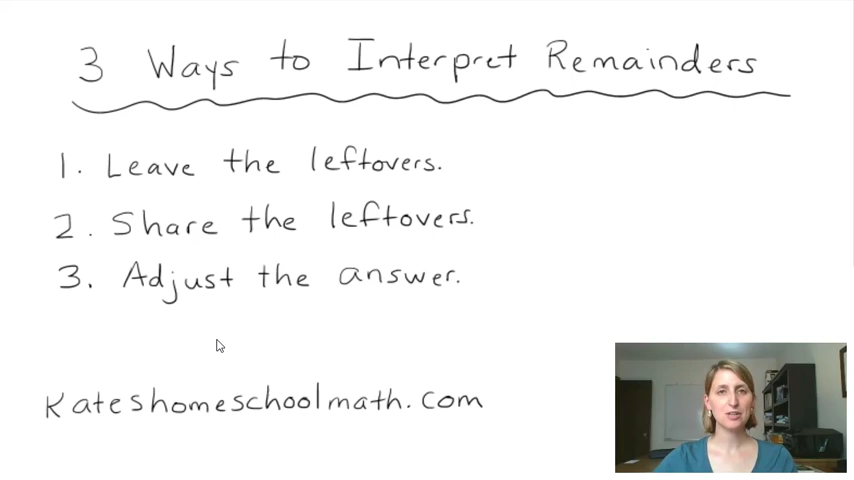 3 Ways to Interpret Remainders
1. Leave the leftovers.
2. Share the leftovers.
3. Adjust the answer.
Kateshomeschoolmath.com